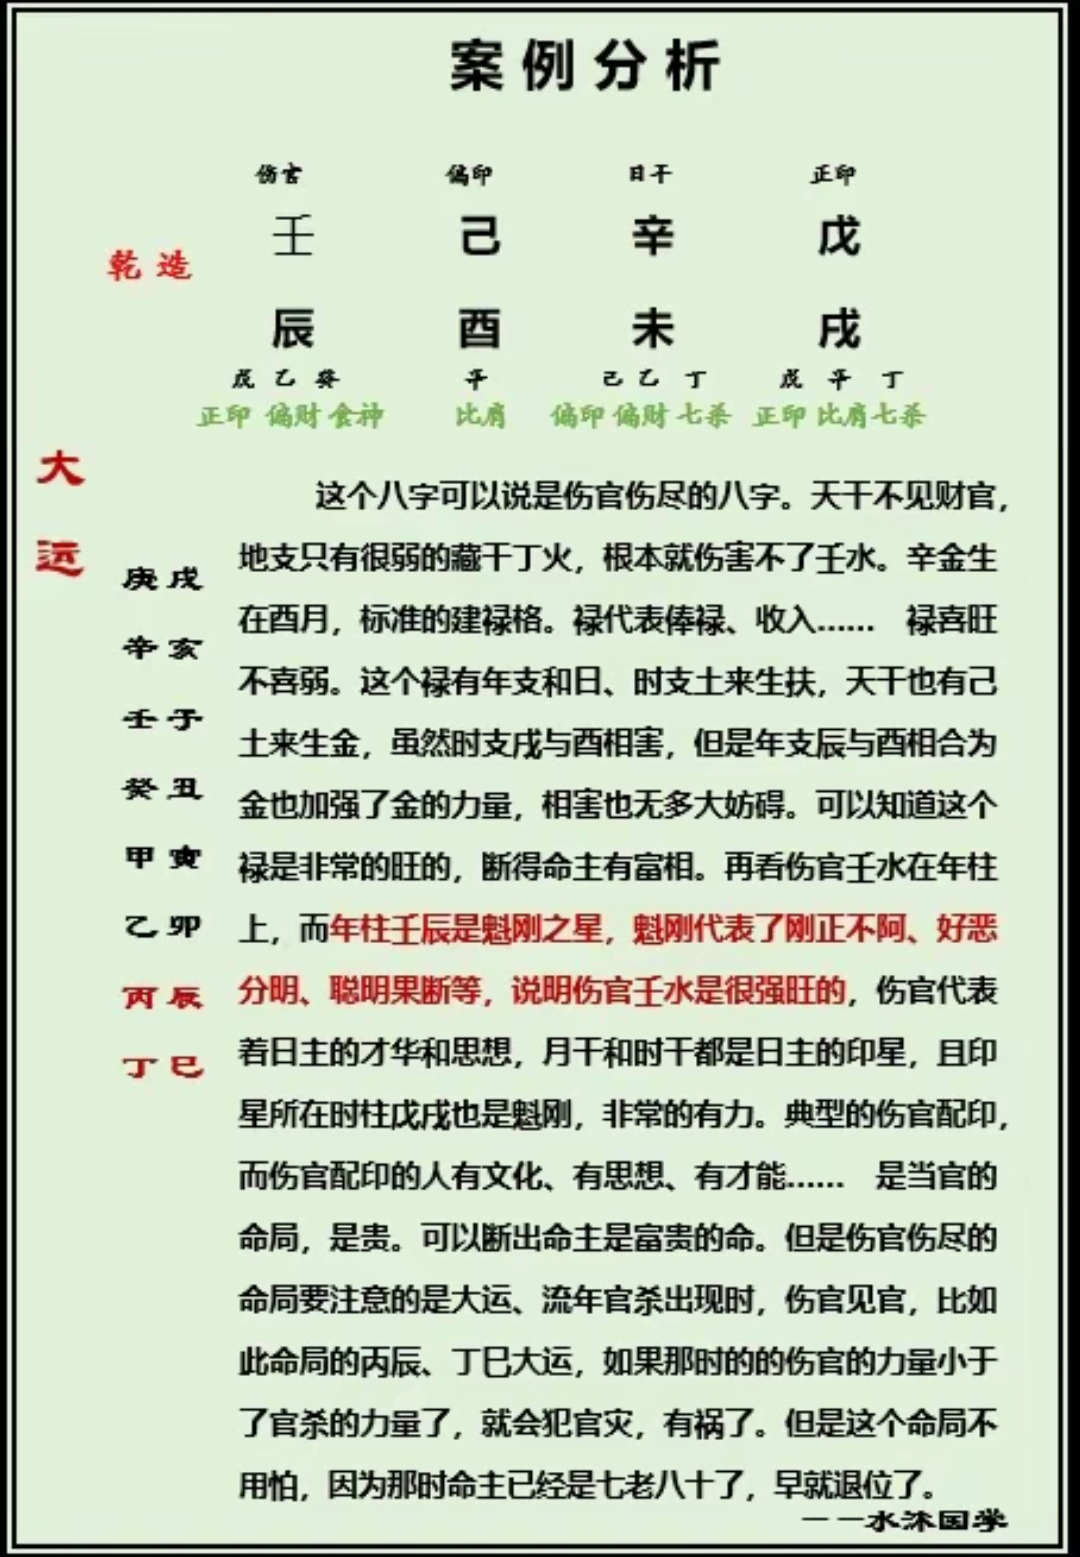 案例分析
伤官 偏印 日干 正印
壬 己 辛 戊
乾造
辰 酉 未 戌
戊 乙 癸 辛 己 乙 丁 戊 辛 丁
正印 偏财 食神 比肩 偏印 偏财 七杀 正印 比肩 七杀
大
运
庚戌
辛亥
壬子
癸丑
甲寅
乙卯
丙辰
丁巳
这个八字可以说是伤官伤尽的八字。天干不见财官，
地支只有很弱的藏干丁火，根本就伤害不了壬水。辛金生
在酉月，标准的建禄格。禄代表俸禄、收入…… 禄喜旺
不喜弱。这个禄有年支和日、时支土来生扶，天干也有己
土来生金，虽然时支戌与酉相害，但是年支辰与酉相合为
金也加强了金的力量，相害也无多大妨碍。可以知道这个
禄是非常的旺的，断得命主有富相。再看伤官壬水在年柱
上，而年柱壬辰是魁刚之星，魁刚代表了刚正不阿、好恶
分明、聪明果断等，说明伤官壬水是很强旺的，伤官代表
着日主的才华和思想，月干和时干都是日主的印星，且印
星所在时柱戊戌也是魁刚，非常的有力。典型的伤官配印，
而伤官配印的人有文化、有思想、有才能…… 是当官的
命局，是贵。可以断出命主是富贵的命。但是伤官伤尽的
命局要注意的是大运、流年官杀出现时，伤官见官，比如
此命局的丙辰、丁巳大运，如果那时的的伤官的力量小于
了官杀的力量了，就会犯官灾，有祸了。但是这个命局不
用怕，因为那时命主已经是七老八十了，早就退位了。
——水沐国学